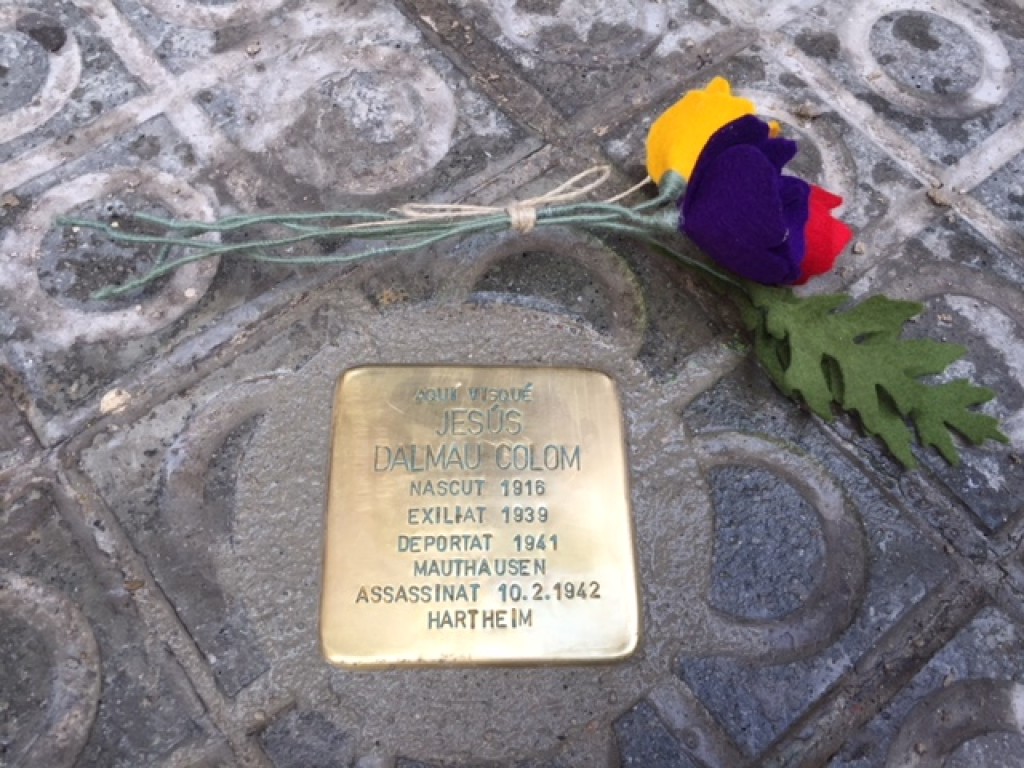 AQUÍ VISQUÉ
JESÚS
DALMAU COLOM
NASCUT 1916
EXILIAT 1939
DEPORTAT 1941
MAUTHAUSEN
ASSASSINAT 10.2.1942
HARTHEIM